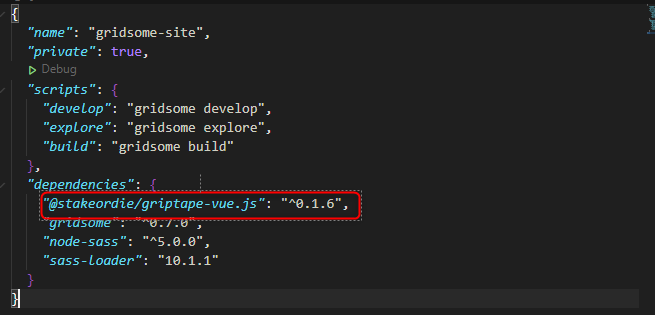 {
"name": "gridsome-site",
"private": true,
Debug
"scripts": {
"develop": "gridsome develop",
"explore": "gridsome explore",
"build": "gridsome build"
},
"dependencies": {
"@stakeordie/griptape-vue.js": "^0.1.6",
"gridsome": "^0.7.0",
"node-sass": "^5.0.0",
"sass-loader": "10.1.1"
}
}